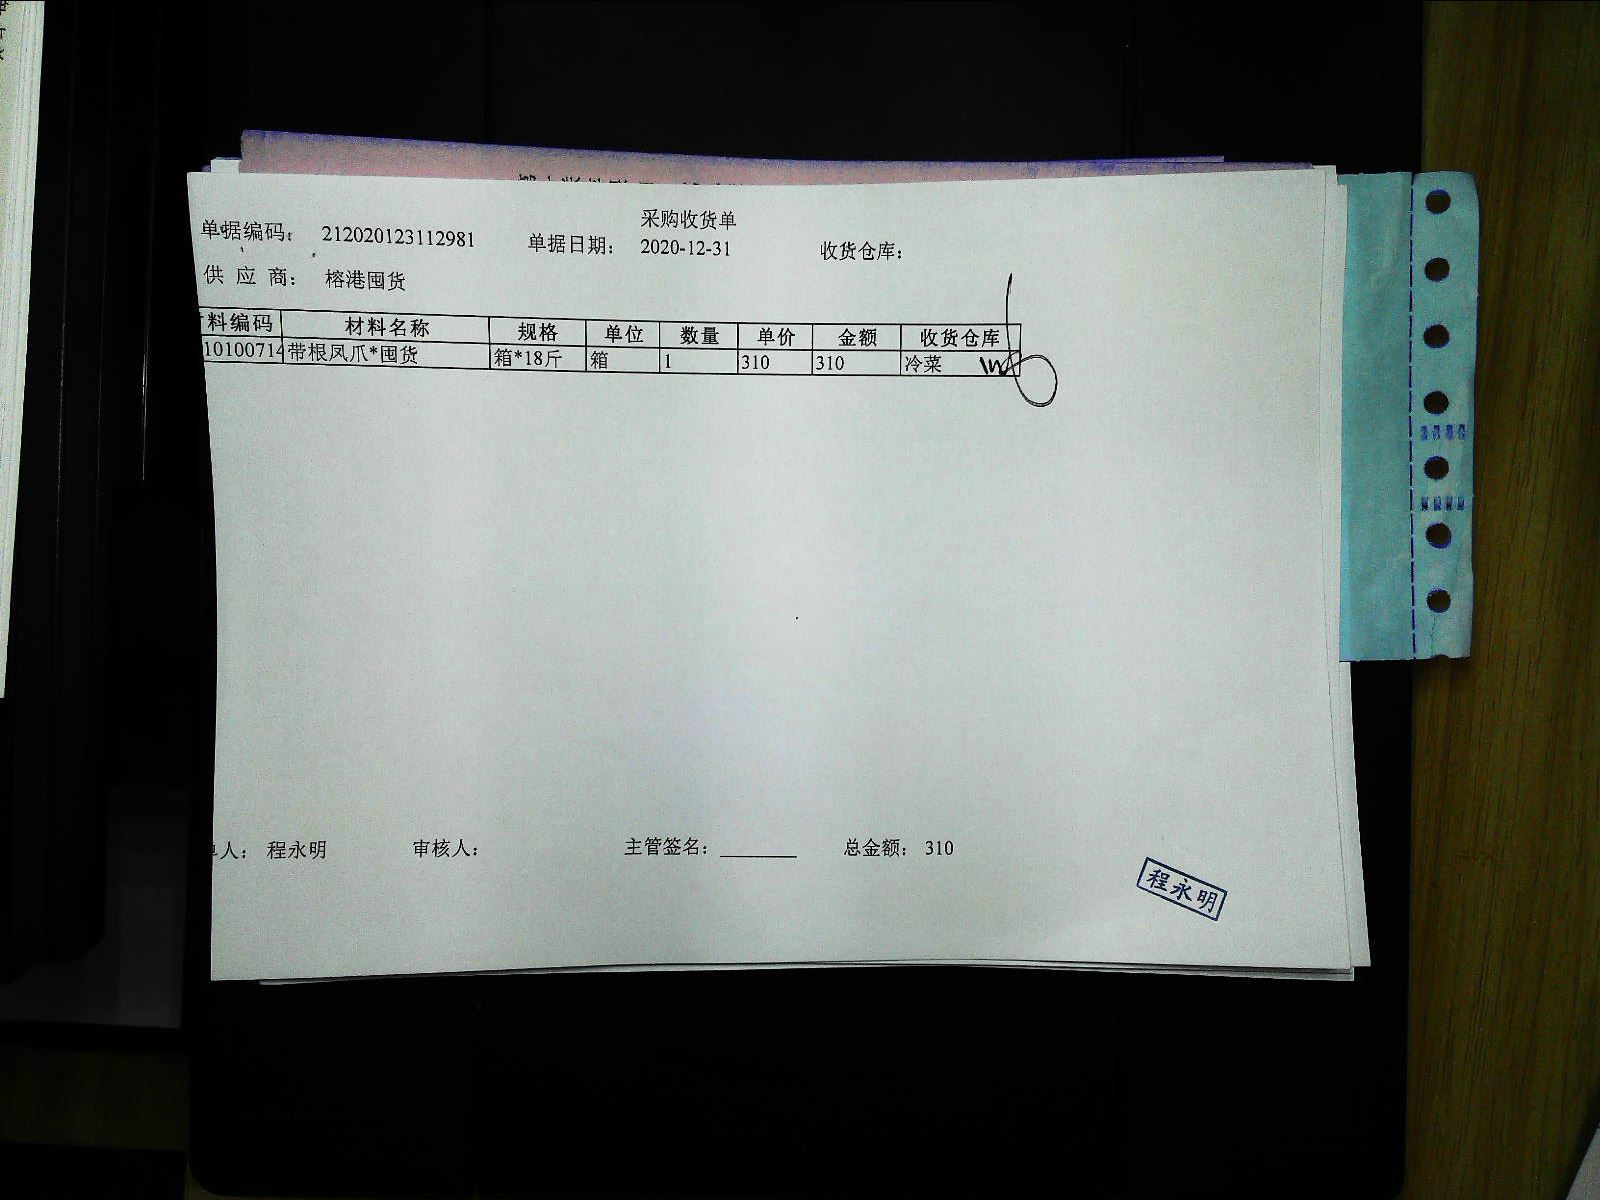 采购收货单
单据编码： 212020123112981 单据日期： 2020-12-31 收货仓库：
供 应 商： 榕港囤货
料编码 材料名称 规格 单位 数量 单价 金额 收货仓库
10100714 带根凤爪*囤货 箱*18斤 箱 1 310 310 冷菜
人： 程永明 审核人： 主管签名： 总金额： 310
程永明